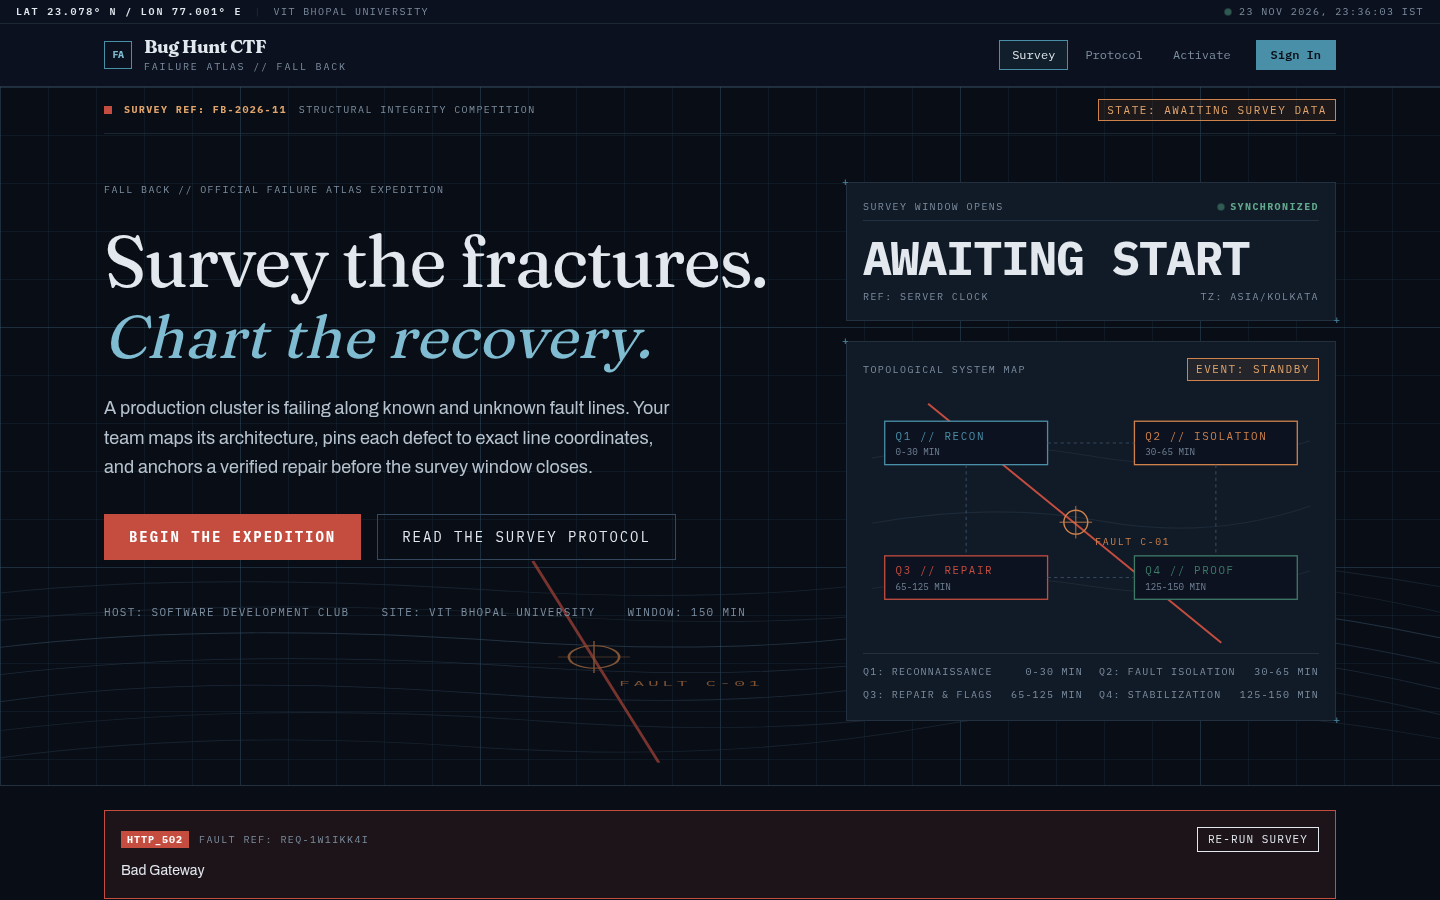 LAT 23.078° N / LON 77.001° E | VIT BHOPAL UNIVERSITY
23 NOV 2026, 23:36:03 IST
FA
Bug Hunt CTF
FAILURE ATLAS // FALL BACK
Survey
Protocol
Activate
Sign In
SURVEY REF: FB-2026-11 STRUCTURAL INTEGRITY COMPETITION
STATE: AWAITING SURVEY DATA
FALL BACK // OFFICIAL FAILURE ATLAS EXPEDITION
Survey the fractures.
Chart the recovery.
A production cluster is failing along known and unknown fault lines. Your
team maps its architecture, pins each defect to exact line coordinates,
and anchors a verified repair before the survey window closes.
BEGIN THE EXPEDITION
READ THE SURVEY PROTOCOL
HOST: SOFTWARE DEVELOPMENT CLUB SITE: VIT BHOPAL UNIVERSITY WINDOW: 150 MIN
FAULT C-01
SURVEY WINDOW OPENS
SYNCHRONIZED
AWAITING START
REF: SERVER CLOCK
TZ: ASIA/KOLKATA
TOPOLOGICAL SYSTEM MAP
EVENT: STANDBY
Q1 // RECON
0-30 MIN
Q2 // ISOLATION
30-65 MIN
FAULT C-01
Q3 // REPAIR
65-125 MIN
Q4 // PROOF
125-150 MIN
Q1: RECONNAISSANCE 0-30 MIN
Q2: FAULT ISOLATION 30-65 MIN
Q3: REPAIR & FLAGS 65-125 MIN
Q4: STABILIZATION 125-150 MIN
HTTP_502 FAULT REF: REQ-1W1IKK4I
RE-RUN SURVEY
Bad Gateway